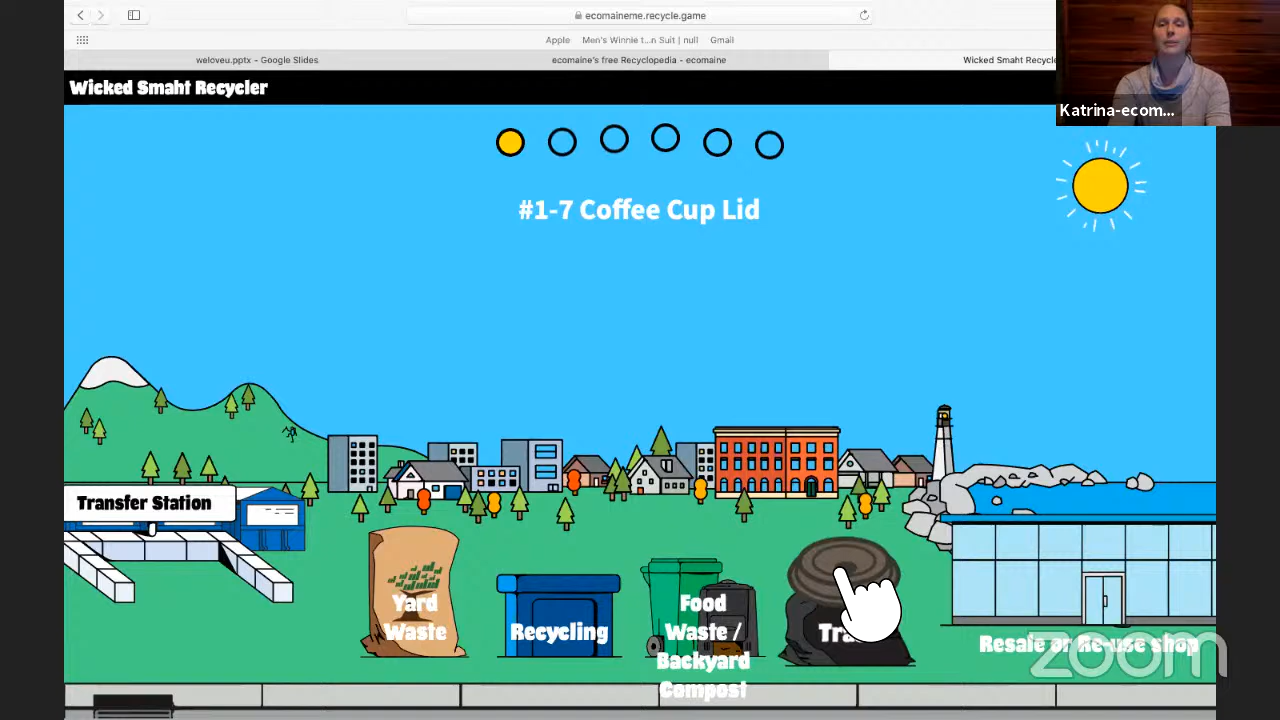 ecomaineme.recycle.game
Apple
Men's Winnie t...n Suit | null
Gmail
weloveu.pptx - Google Slides
ecomaine's free Recyclopedia - ecomaine
Wicked Smaht Recycle
Katrina-ecom...
Wicked Smaht Recycler
#1-7 Coffee Cup Lid
Transfer Station
Yard
Waste
Recycling
Food
Waste /
Backyard
Compost
Resale or Re-use shop
zoom